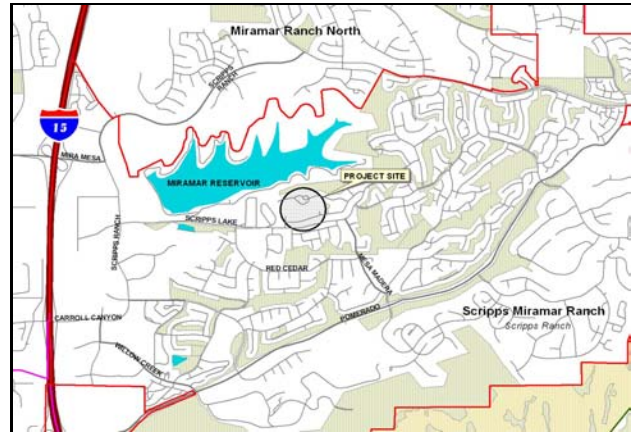 Miramar Ranch North
SCRIPPS
RANCH
15
MIRA MESA
PROJECT SITE
MIRAMAR RESERVOIR
SCRIPPS LAKE
SCRIPPS RANCH
RED CEDAR
MESA MADERA
POMERADO
Scripps Miramar Ranch
Scripps Ranch
CARROLL CANYON
WILLOW CREEK